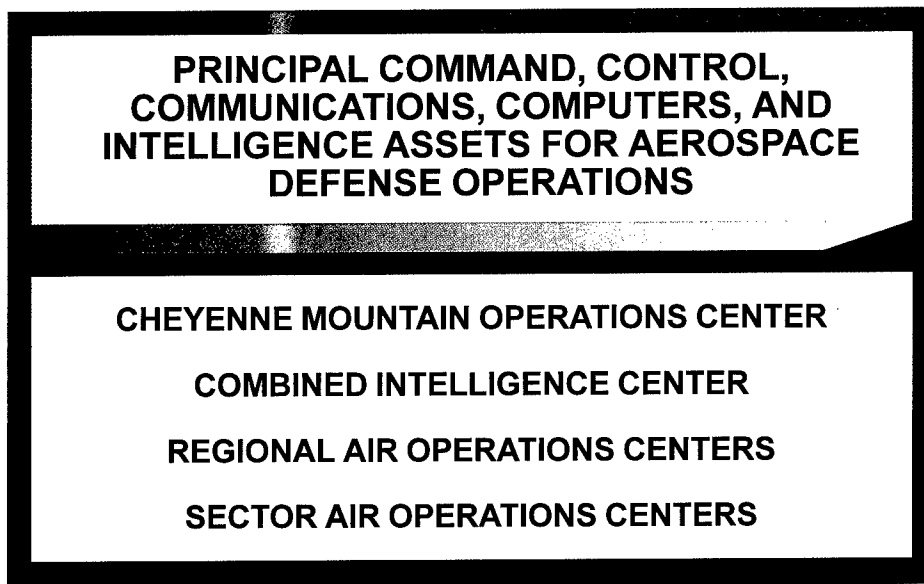 PRINCIPAL COMMAND, CONTROL,
COMMUNICATIONS, COMPUTERS, AND
INTELLIGENCE ASSETS FOR AEROSPACE
DEFENSE OPERATIONS
CHEYENNE MOUNTAIN OPERATIONS CENTER
COMBINED INTELLIGENCE CENTER
REGIONAL AIR OPERATIONS CENTERS
SECTOR AIR OPERATIONS CENTERS